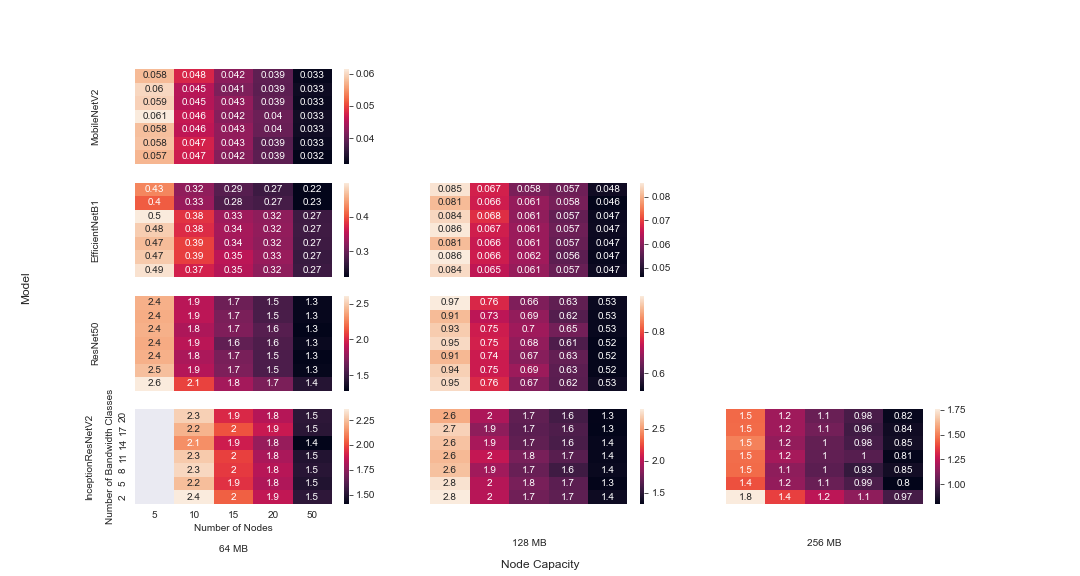 0.058 0.048 0.042 0.039 0.033
0.06 0.045 0.041 0.039 0.033
0.059 0.045 0.043 0.039 0.033
0.061 0.046 0.042 0.04 0.033
0.058 0.046 0.043 0.04 0.033
0.058 0.047 0.043 0.039 0.033
0.057 0.047 0.042 0.039 0.032
0.06
0.05
0.04
MobileNetV2
0.43 0.32 0.29 0.27 0.22
0.4 0.33 0.28 0.27 0.23
0.5 0.38 0.33 0.32 0.27
0.48 0.38 0.34 0.32 0.27
0.47 0.39 0.34 0.32 0.27
0.47 0.39 0.35 0.33 0.27
0.49 0.37 0.35 0.32 0.27
0.4
0.3
EfficientNetB1
0.085 0.067 0.058 0.057 0.048
0.081 0.066 0.061 0.058 0.046
0.084 0.068 0.061 0.057 0.047
0.086 0.067 0.061 0.057 0.047
0.081 0.066 0.061 0.057 0.047
0.086 0.066 0.062 0.056 0.047
0.084 0.065 0.061 0.057 0.047
0.08
0.07
0.06
0.05
Model
2.4 1.9 1.7 1.5 1.3
2.4 1.9 1.7 1.5 1.3
2.4 1.8 1.7 1.6 1.3
2.4 1.9 1.6 1.6 1.3
2.4 1.8 1.7 1.5 1.3
2.5 1.9 1.7 1.5 1.3
2.6 2.1 1.8 1.7 1.4
2.5
2.0
1.5
ResNet50
0.97 0.76 0.66 0.63 0.53
0.91 0.73 0.69 0.62 0.53
0.93 0.75 0.7 0.65 0.53
0.95 0.75 0.68 0.61 0.52
0.91 0.74 0.67 0.63 0.52
0.94 0.75 0.69 0.63 0.52
0.95 0.76 0.67 0.62 0.53
0.8
0.6
InceptionResNetV2
Number of Bandwidth Classes
2 5 8 11 14 17 20
2.3 1.9 1.8 1.5
2.2 2 1.9 1.5
2.1 1.9 1.8 1.4
2.3 2 1.8 1.5
2.3 2 1.8 1.5
2.2 1.9 1.8 1.5
2.4 2 1.9 1.5
2.25
2.00
1.75
1.50
5 10 15 20 50
Number of Nodes
2.6 2 1.7 1.6 1.3
2.7 1.9 1.7 1.6 1.3
2.6 1.9 1.7 1.6 1.4
2.6 2 1.8 1.7 1.3
2.6 1.9 1.7 1.6 1.4
2.8 2 1.8 1.7 1.3
2.8 2 1.7 1.7 1.4
2.5
2.0
1.5
1.5 1.2 1.1 0.98 0.82
1.5 1.2 1.1 0.96 0.84
1.5 1.2 1 0.98 0.85
1.5 1.2 1 1 0.81
1.5 1.1 1 0.93 0.85
1.4 1.2 1.1 0.99 0.8
1.8 1.4 1.2 1.1 0.97
1.75
1.50
1.25
1.00
64 MB
128 MB
256 MB
Node Capacity